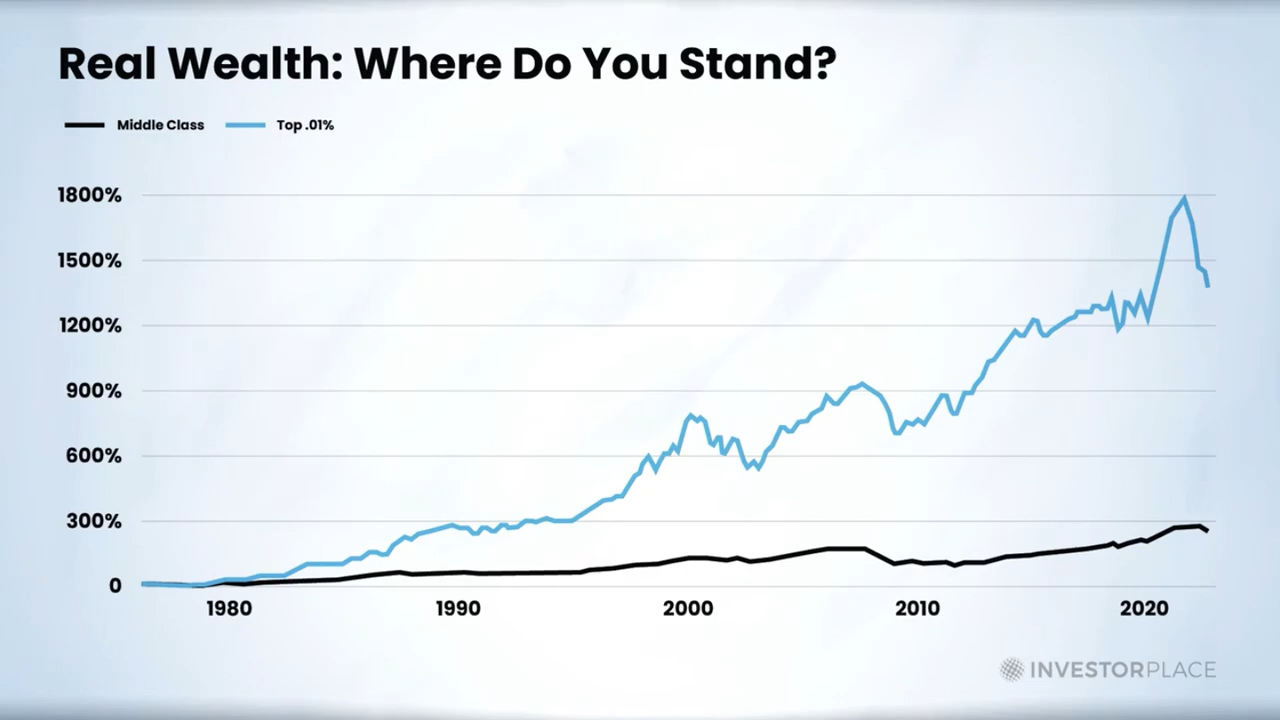 Real Wealth: Where Do You Stand?
Middle Class Top .01%
1800%
1500%
1200%
900%
600%
300%
0
1980 1990 2000 2010 2020
INVESTORPLACE